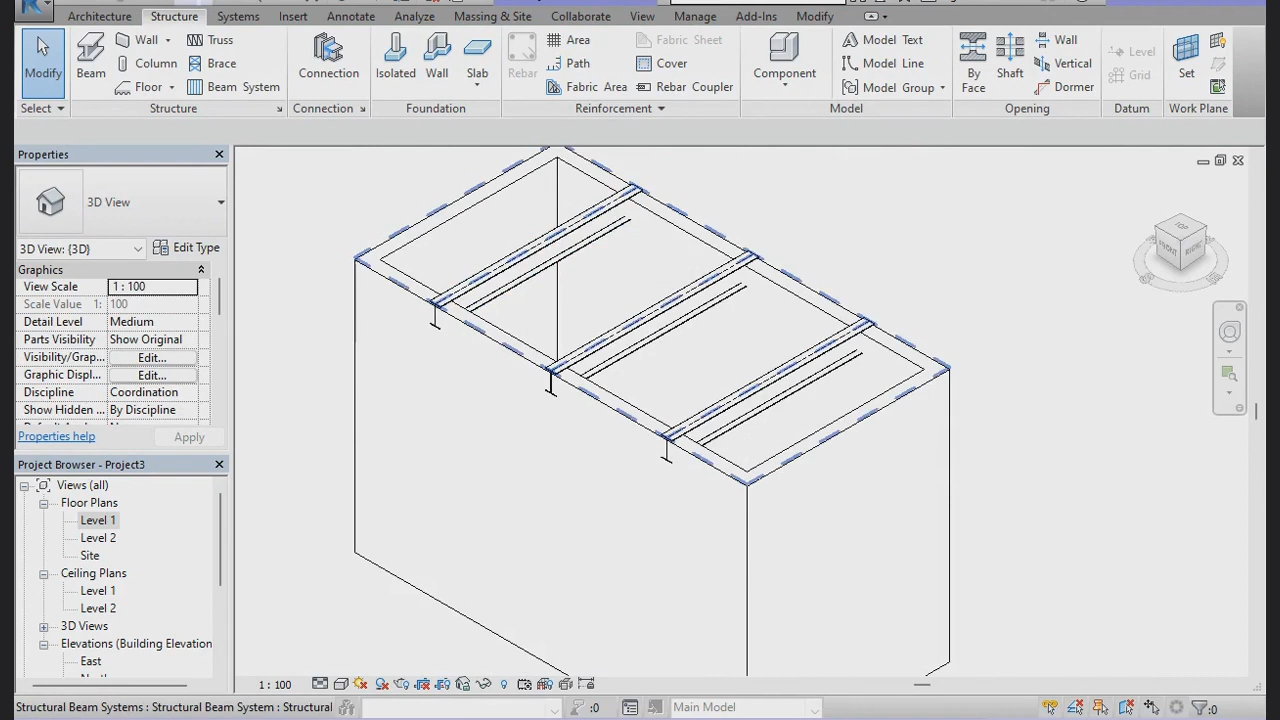 Architecture Structure Systems Insert Annotate Analyze Massing & Site Collaborate View Manage Add-Ins Modify
Modify
Select
Beam
Wall
Column
Floor
Truss
Brace
Beam System
Structure
Connection
Connection
Isolated
Wall
Slab
Foundation
Rebar
Area
Path
Fabric Area
Fabric Sheet
Cover
Rebar Coupler
Reinforcement
Component
Model Text
Model Line
Model Group
Model
By Face
Shaft
Wall
Vertical
Dormer
Opening
Level
Grid
Datum
Set
Work Plane
Properties
3D View
3D View: {3D}
Edit Type
Graphics
View Scale 1 : 100
Scale Value 1: 100
Detail Level Medium
Parts Visibility Show Original
Visibility/Grap... Edit...
Graphic Displ... Edit...
Discipline Coordination
Show Hidden ... By Discipline
Properties help
Apply
Project Browser - Project3
Views (all)
Floor Plans
Level 1
Level 2
Site
Ceiling Plans
Level 1
Level 2
3D Views
Elevations (Building Elevation
East
TOP
FRONT
RIGHT
1 : 100
Structural Beam Systems : Structural Beam System : Structural
:0
Main Model
:0